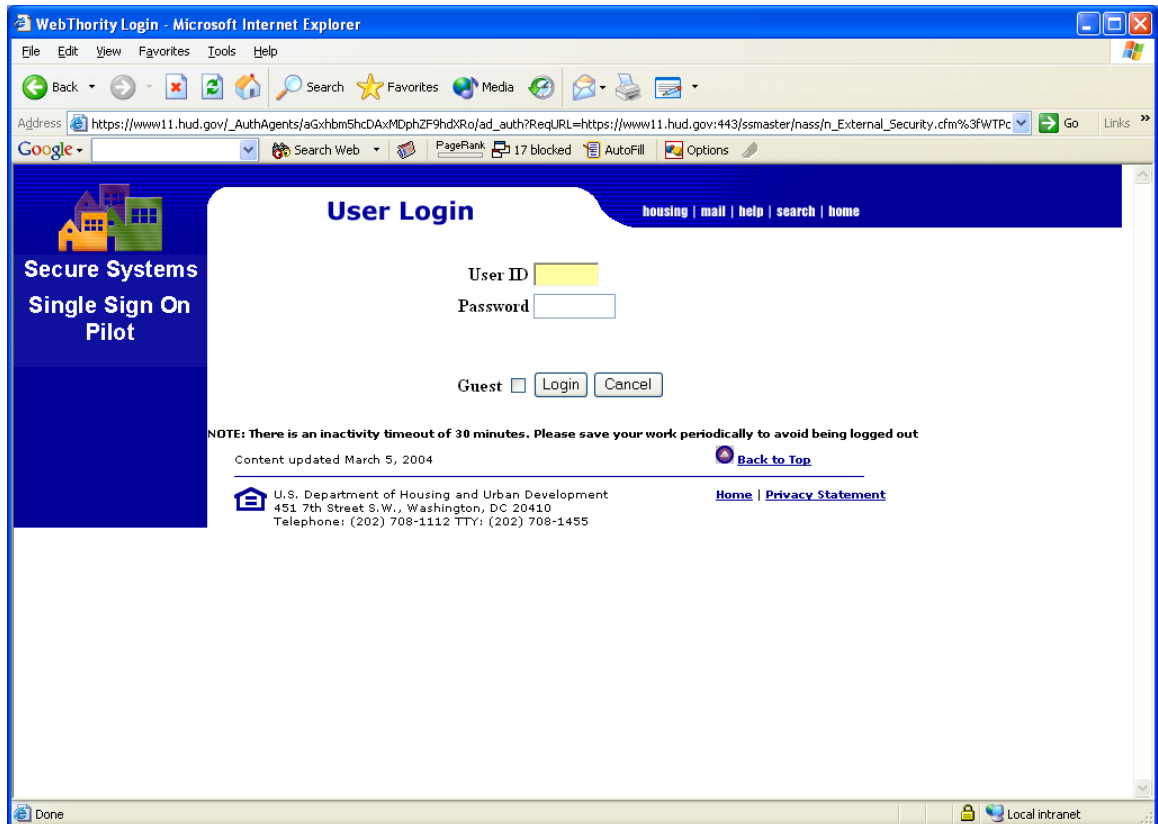 WebThority Login - Microsoft Internet Explorer
File Edit View Favorites Tools Help
Back Search Favorites Media
Address https://www11.hud.gov/_AuthAgents/aGxhbm5hcDAxMDphZF9hdXRo/ad_auth?ReqURL=https://www11.hud.gov:443/ssmaster/nass/n_External_Security.cfm%3fWTPc Go Links »
Google Search Web PageRank 17 blocked AutoFill Options
User Login
housing | mail | help | search | home
Secure Systems
Single Sign On
Pilot
User ID
Password
Guest Login Cancel
NOTE: There is an inactivity timeout of 30 minutes. Please save your work periodically to avoid being logged out
Content updated March 5, 2004 Back to Top
U.S. Department of Housing and Urban Development Home | Privacy Statement
451 7th Street S.W., Washington, DC 20410
Telephone: (202) 708-1112 TTY: (202) 708-1455
Done Local intranet